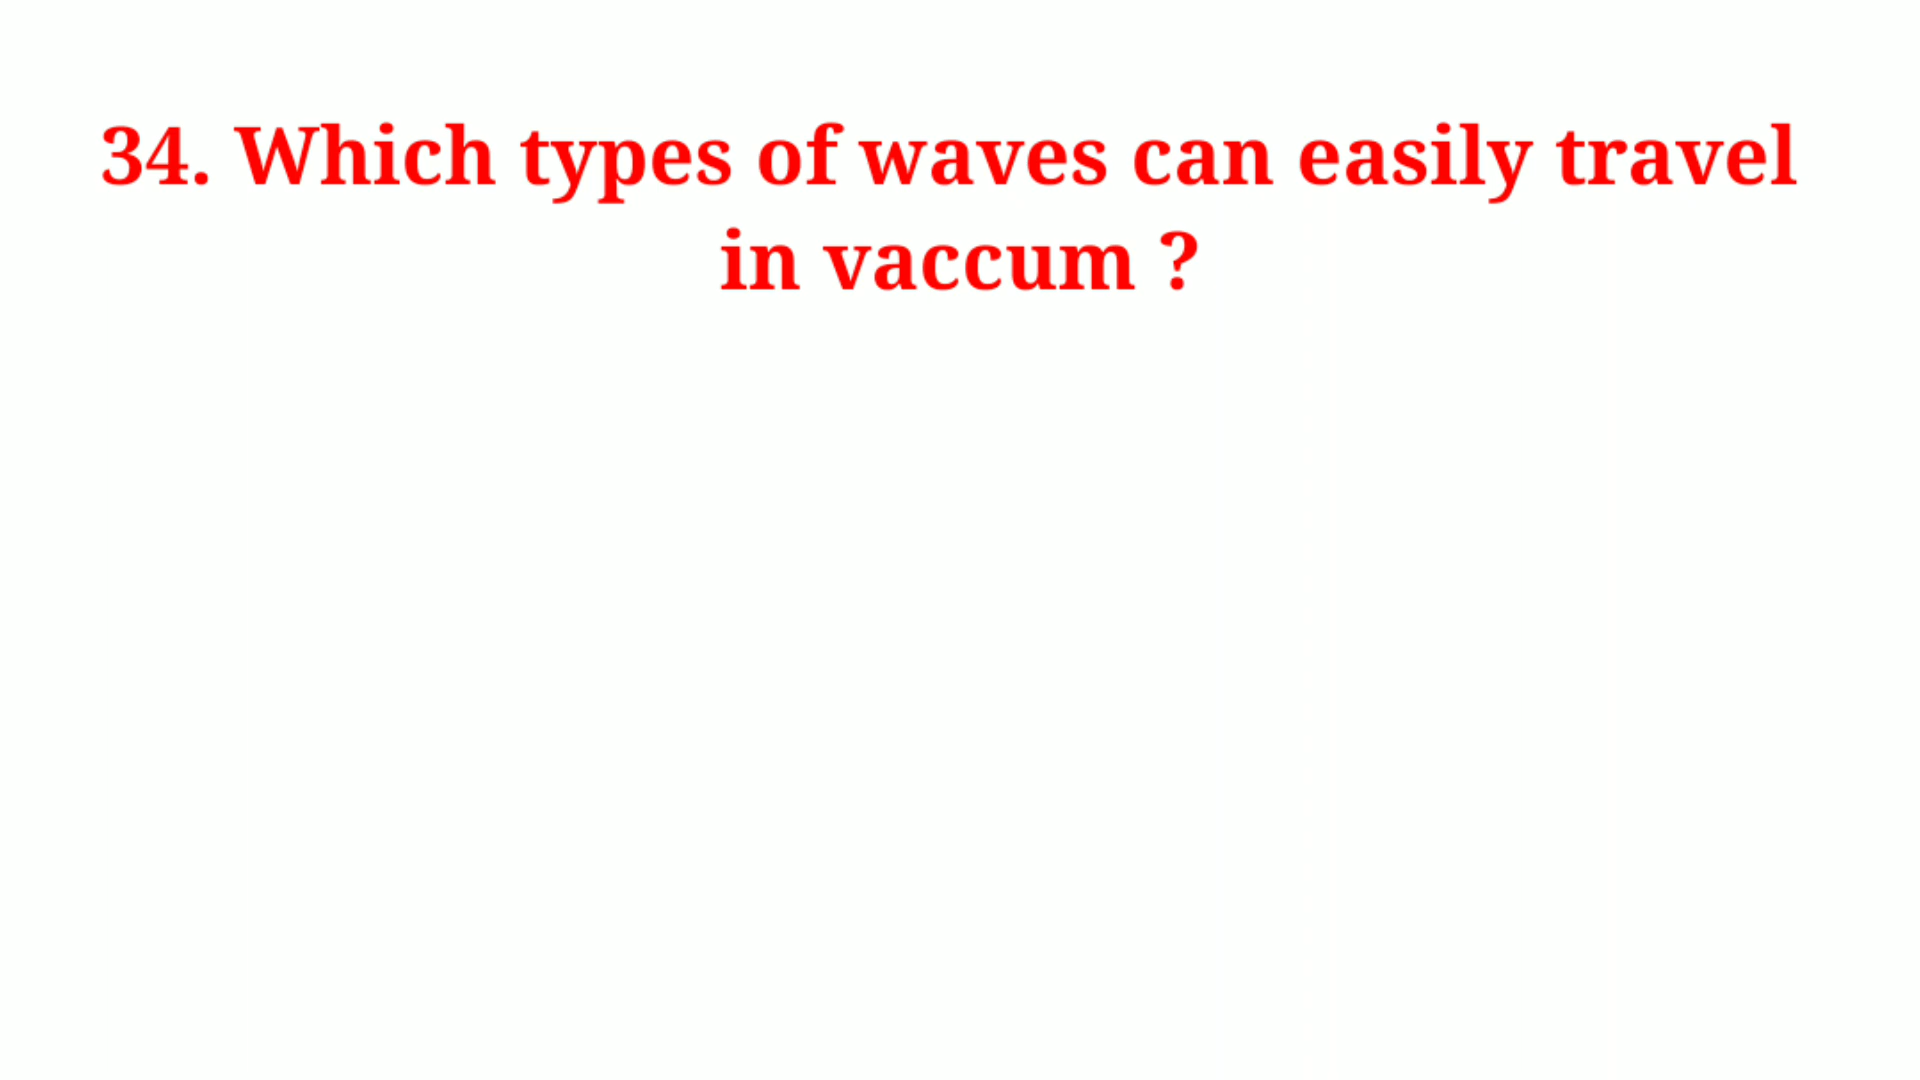 34. Which types of waves can easily travel
in vaccum ?